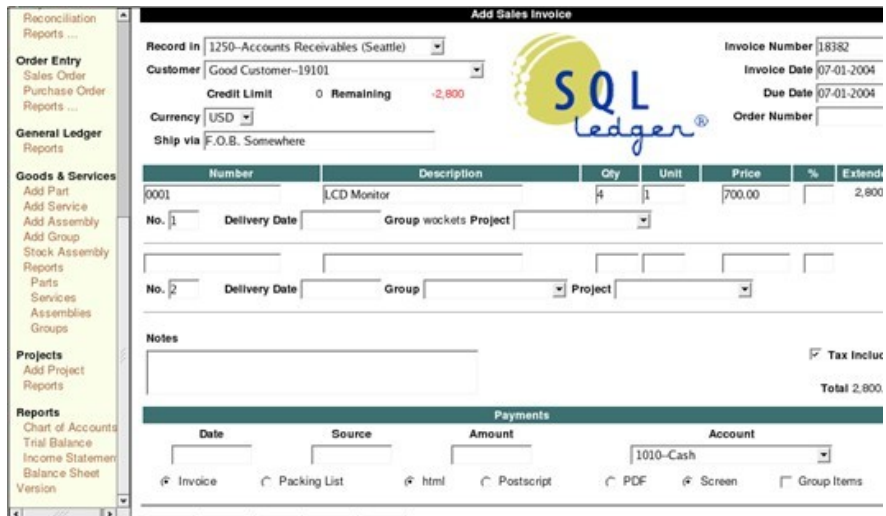 Reconciliation
Reports ...
Order Entry
Sales Order
Purchase Order
Reports ...
General Ledger
Reports
Goods & Services
Add Part
Add Service
Add Assembly
Add Group
Stock Assembly
Reports
Parts
Services
Assemblies
Groups
Projects
Add Project
Reports
Reports
Chart of Accounts
Trial Balance
Income Statemen
Balance Sheet
Version
Add Sales Invoice
Record in 1250--Accounts Receivables (Seattle)
Customer Good Customer--19101
Credit Limit 0 Remaining -2,800
Currency USD
Ship via F.O.B. Somewhere
SQL
Ledger®
Invoice Number 18382
Invoice Date 07-01-2004
Due Date 07-01-2004
Order Number
Number Description Qty Unit Price % Extende
0001 LCD Monitor 4 1 700.00 2,800
No. 1 Delivery Date Group wockets Project
No. 2 Delivery Date Group Project
Notes
Tax Includ
Total 2,800.
Payments
Date Source Amount Account
1010--Cash
Invoice Packing List html Postscript PDF Screen Group Items